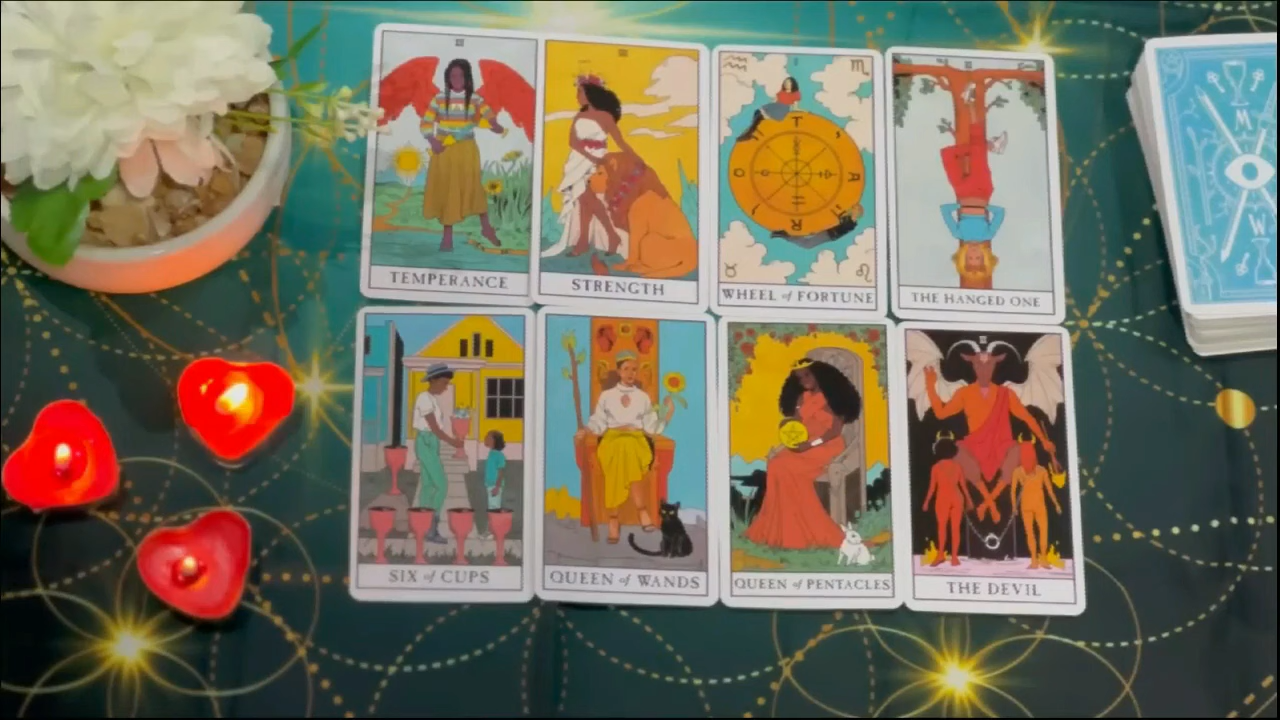 TEMPERANCE
STRENGTH
WHEEL of FORTUNE
THE HANGED ONE
SIX of CUPS
QUEEN of WANDS
QUEEN of PENTACLES
THE DEVIL
T
A
R
O
M
W